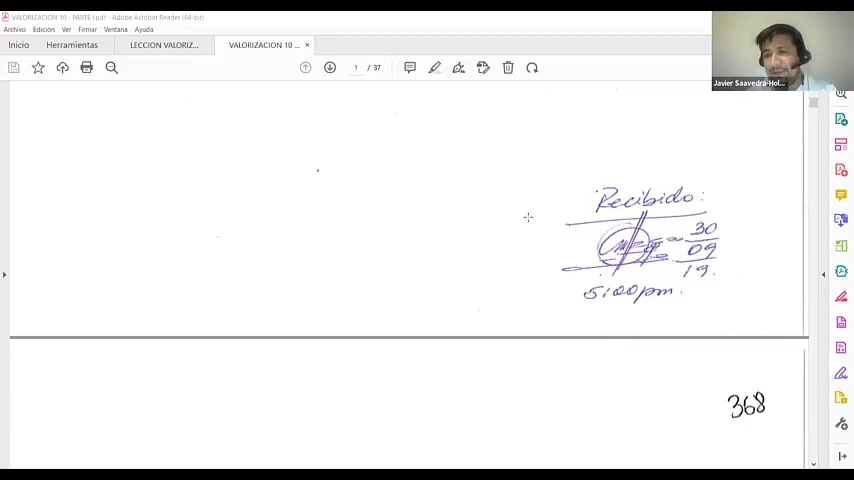 VALORIZACION 10 - PARTE I.pdf - Adobe Acrobat Reader (64-bit)
Archivo Edición Ver Firmar Ventana Ayuda
Inicio Herramientas LECCION VALORIZ... VALORIZACION 10 ... ×
1 / 37
Javier Saavedra-Hol...
Recibido:
30
09
19.
5:00pm.
368